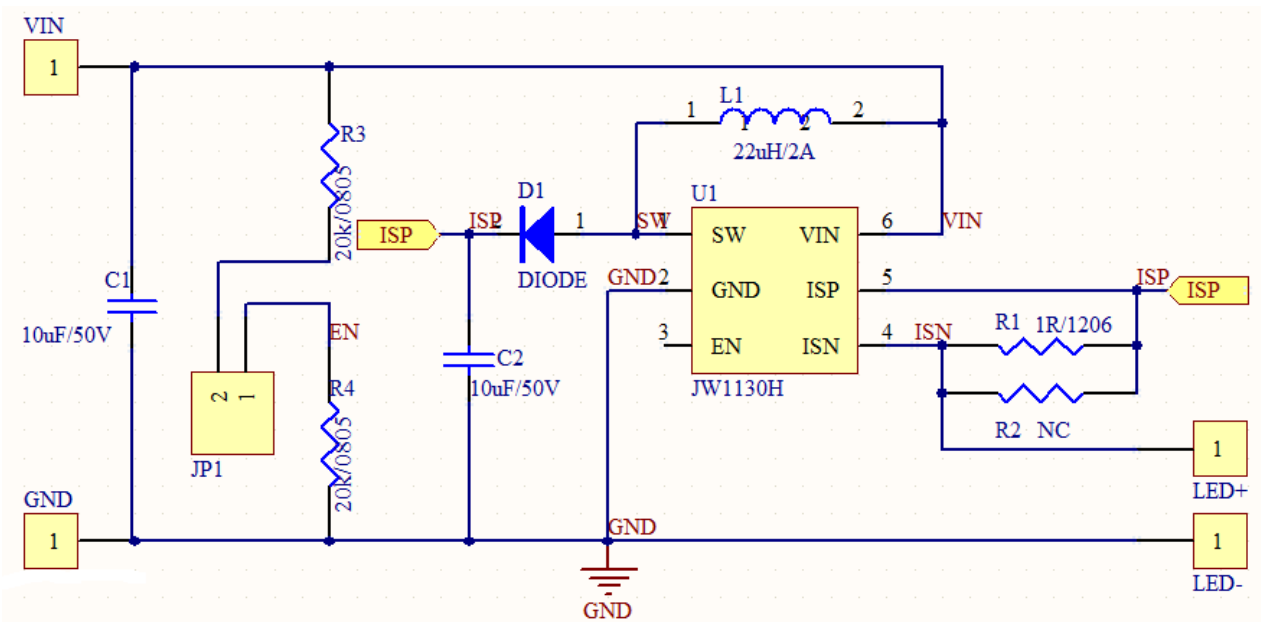 VIN
1
R3
20k/0805
C1
10uF/50V
2
1
JP1
EN
R4
20k/0805
GND
1
ISP
ISP
2
D1
1
DIODE
C2
10uF/50V
1
L1
1
2
2
22uH/2A
U1
SW
1
SW
VIN
6
VIN
GND
2
GND
ISP
5
ISP
ISP
3
EN
ISN
4
ISN
JW1130H
R1
1R/1206
R2
NC
1
LED+
GND
1
LED-
GND